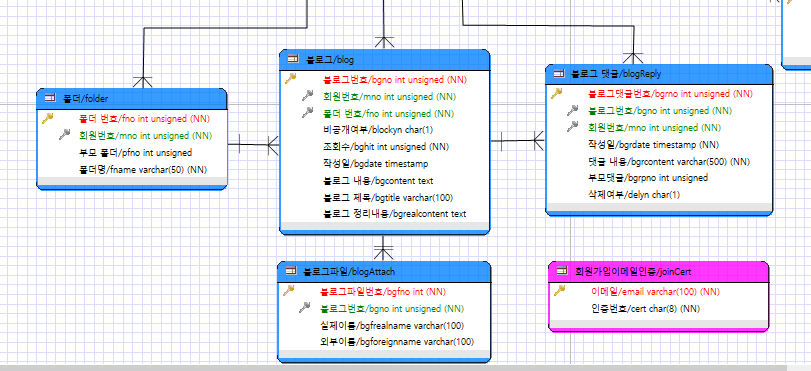 폴더/folder
폴더 번호/fno int unsigned (NN)
회원번호/mno int unsigned (NN)
부모 폴더/pfno int unsigned
폴더명/fname varchar(50) (NN)
블로그/blog
블로그번호/bgno int unsigned (NN)
회원번호/mno int unsigned (NN)
폴더 번호/fno int unsigned (NN)
비공개여부/blockyn char(1)
조회수/bghit int unsigned (NN)
작성일/bgdate timestamp
블로그 내용/bgcontent text
블로그 제목/bgtitle varchar(100)
블로그 정리내용/bgrealcontent text
블로그 댓글/blogReply
블로그댓글번호/bgrno int unsigned (NN)
블로그번호/bgno int unsigned (NN)
회원번호/mno int unsigned (NN)
작성일/bgrdate timestamp (NN)
댓글 내용/bgrcontent varchar(500) (NN)
부모댓글/bgrpno int unsigned
삭제여부/delyn char(1)
블로그파일/blogAttach
블로그파일번호/bgfno int (NN)
블로그번호/bgno int unsigned (NN)
실제이름/bgfrealname varchar(100)
외부이름/bgforeignname varchar(100)
회원가입이메일인증/joinCert
이메일/email varchar(100) (NN)
인증번호/cert char(8) (NN)